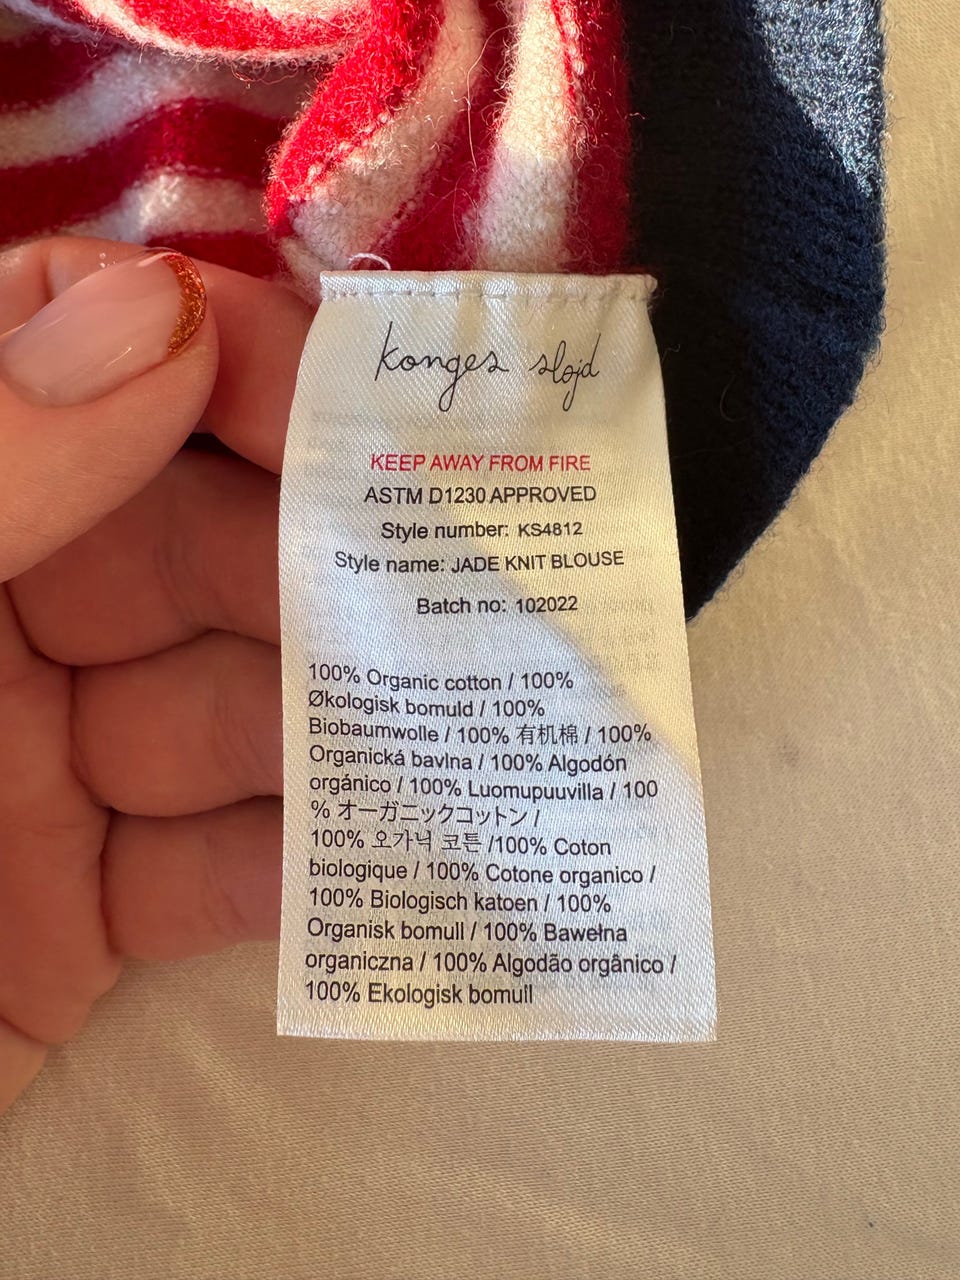 konges sløjd
KEEP AWAY FROM FIRE
ASTM D1230 APPROVED
Style number: KS4812
Style name: JADE KNIT BLOUSE
Batch no: 102022
100% Organic cotton / 100%
Økologisk bomuld / 100%
Biobaumwolle / 100% 有机棉 / 100%
Organická bavlna / 100% Algodón
orgánico / 100% Luomupuuvilla / 100
% オーガニックコットン /
100% 오가닉 코튼 /100% Coton
biologique / 100% Cotone organico /
100% Biologisch katoen / 100%
Organisk bomull / 100% Bawełna
organiczna / 100% Algodão orgânico /
100% Ekologisk bomull